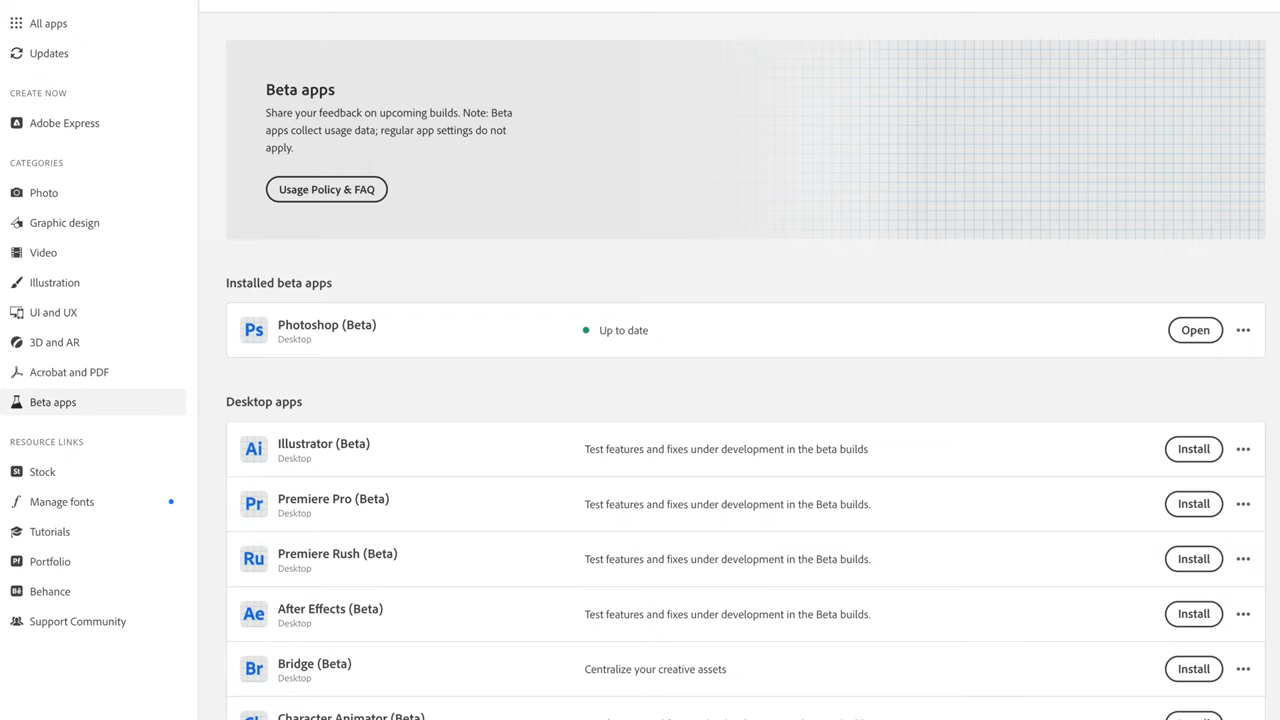 All apps
Updates
CREATE NOW
Adobe Express
CATEGORIES
Photo
Graphic design
Video
Illustration
UI and UX
3D and AR
Acrobat and PDF
Beta apps
RESOURCE LINKS
St Stock
Manage fonts
Tutorials
Pf Portfolio
Bē Behance
Support Community
Beta apps
Share your feedback on upcoming builds. Note: Beta
apps collect usage data; regular app settings do not
apply.
Usage Policy & FAQ
Installed beta apps
Ps Photoshop (Beta) Up to date Open
Desktop
Desktop apps
Ai Illustrator (Beta) Test features and fixes under development in the beta builds Install
Desktop
Pr Premiere Pro (Beta) Test features and fixes under development in the Beta builds. Install
Desktop
Ru Premiere Rush (Beta) Test features and fixes under development in the Beta builds. Install
Desktop
Ae After Effects (Beta) Test features and fixes under development in the Beta builds. Install
Desktop
Br Bridge (Beta) Centralize your creative assets Install
Desktop
Character Animator (Beta)